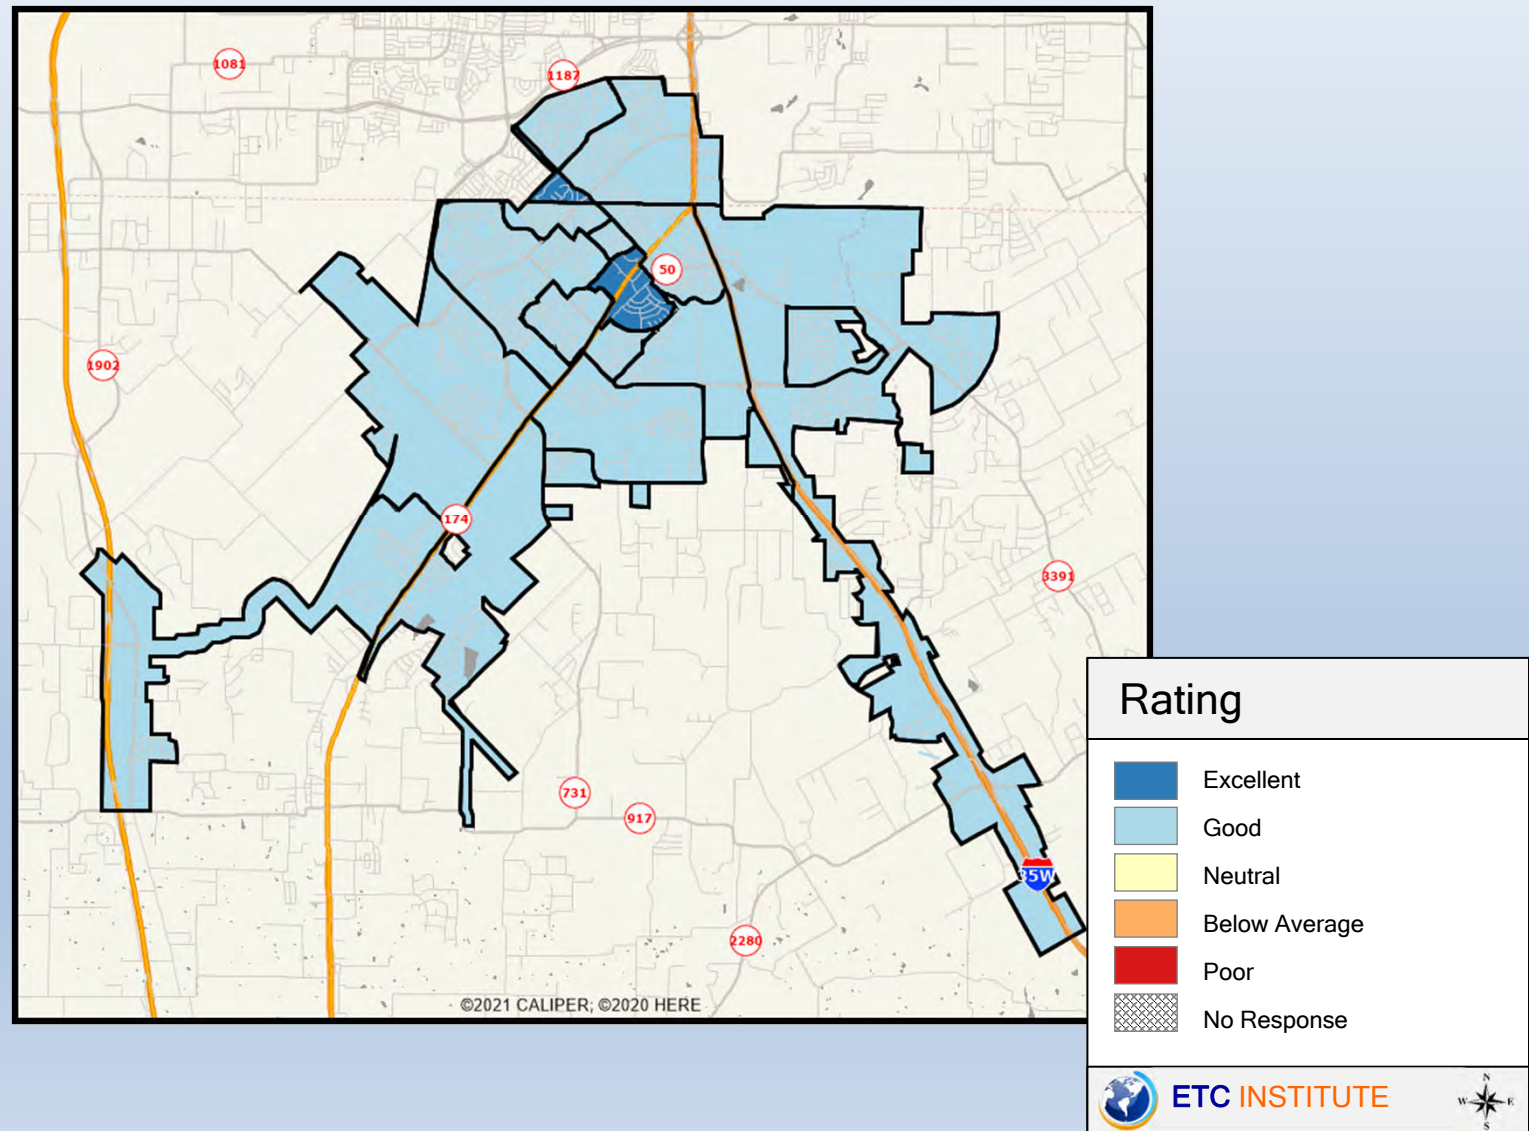 1081
1187
50
1902
174
3391
731
917
35W
2280
©2021 CALIPER; ©2020 HERE
Rating
Excellent
Good
Neutral
Below Average
Poor
No Response
ETC INSTITUTE
N
W E
S